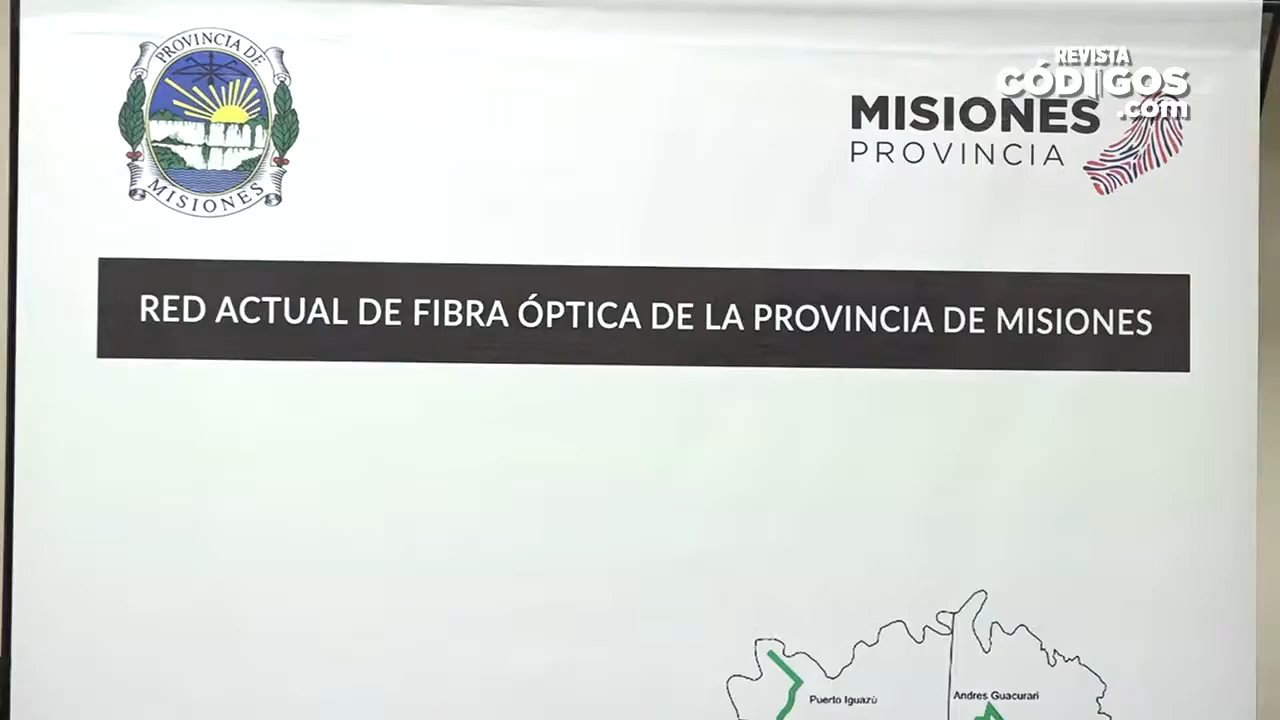 PROVINCIA DE
MISIONES
REVISTA
CÓDIGOS
.com
MISIONES
PROVINCIA
RED ACTUAL DE FIBRA ÓPTICA DE LA PROVINCIA DE MISIONES
Puerto Iguazú
Andres Guacurari